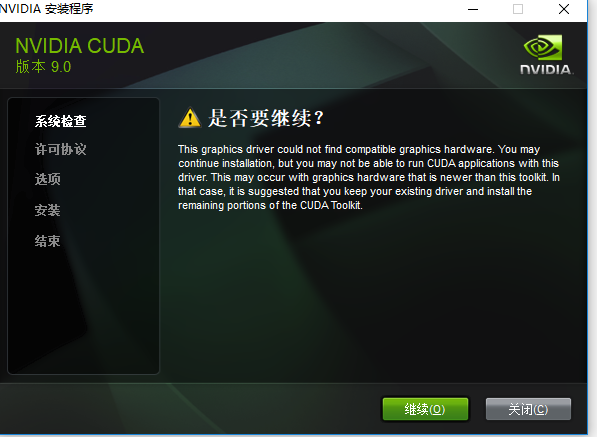 NVIDIA 安装程序
NVIDIA CUDA
版本 9.0
NVIDIA.
系统检查
许可协议
选项
安装
结束
是否要继续？
This graphics driver could not find compatible graphics hardware. You may
continue installation, but you may not be able to run CUDA applications with this
driver. This may occur with graphics hardware that is newer than this toolkit. In
that case, it is suggested that you keep your existing driver and install the
remaining portions of the CUDA Toolkit.
继续(O)
关闭(C)